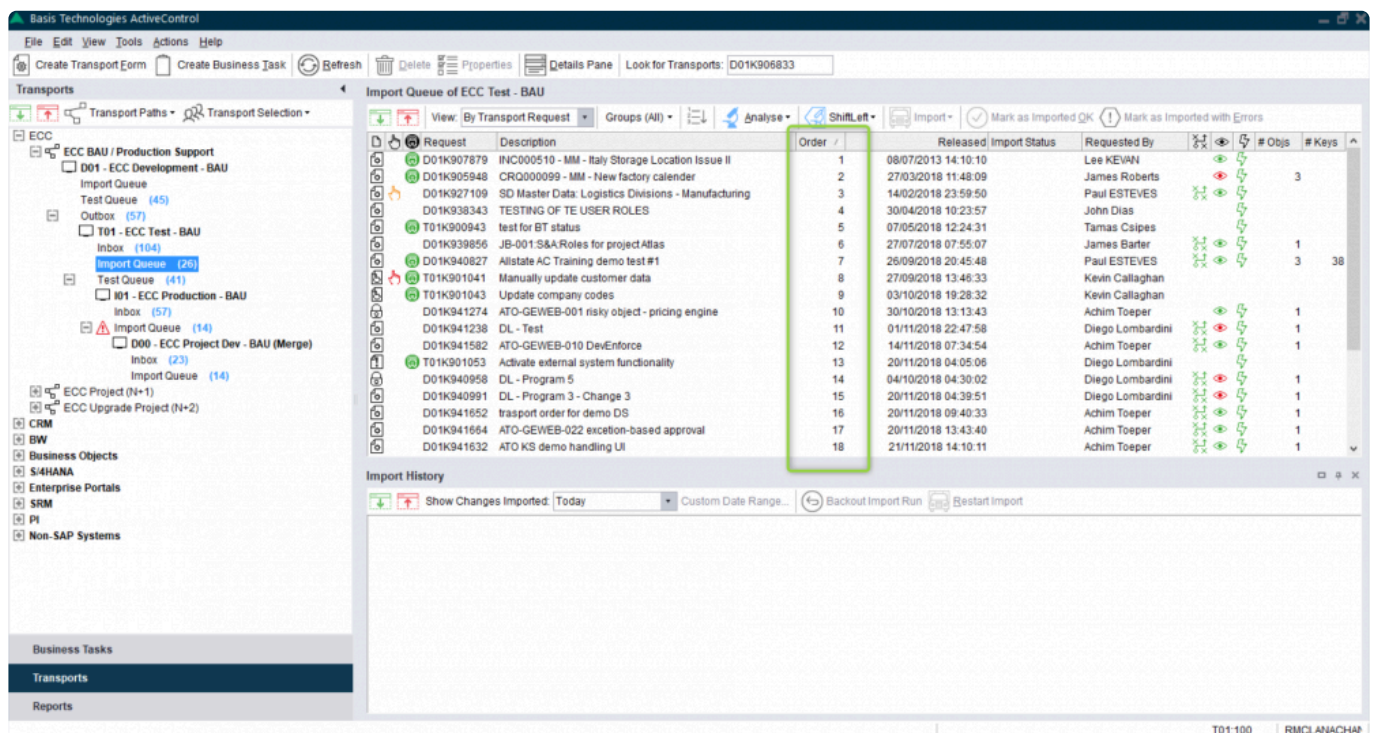 Basis Technologies ActiveControl
File Edit View Tools Actions Help
Create Transport Form Create Business Task Refresh Delete Properties Details Pane Look for Transports: D01K906833
Transports
Transport Paths Transport Selection
ECC
ECC BAU / Production Support
D01 - ECC Development - BAU
Import Queue
Test Queue (45)
Outbox (57)
T01 - ECC Test - BAU
Inbox (104)
Import Queue (26)
Test Queue (41)
I01 - ECC Production - BAU
Inbox (57)
Import Queue (14)
D00 - ECC Project Dev - BAU (Merge)
Inbox (23)
Import Queue (14)
ECC Project (N+1)
ECC Upgrade Project (N+2)
CRM
BW
Business Objects
S/4HANA
Enterprise Portals
SRM
PI
Non-SAP Systems
Business Tasks
Transports
Reports
Import Queue of ECC Test - BAU
View: By Transport Request Groups (All) Analyse ShiftLeft Import Mark as Imported OK Mark as Imported with Errors
Request Description Order Released Import Status Requested By # Objs # Keys
D01K907879 INC000510 - MM - Italy Storage Location Issue II 1 08/07/2013 14:10:10 Lee KEVAN
D01K905948 CRQ000099 - MM - New factory calender 2 27/03/2018 11:48:09 James Roberts 3
D01K927109 SD Master Data: Logistics Divisions - Manufacturing 3 14/02/2018 23:59:50 Paul ESTEVES
D01K938343 TESTING OF TE USER ROLES 4 30/04/2018 10:23:57 John Dias
T01K900943 test for BT status 5 07/05/2018 12:24:31 Tamas Csipes
D01K939856 JB-001:S&A:Roles for project Atlas 6 27/07/2018 07:55:07 James Barter 1
D01K940827 Allstate AC Training demo test #1 7 26/09/2018 20:45:48 Paul ESTEVES 3 38
T01K901041 Manually update customer data 8 27/09/2018 13:46:33 Kevin Callaghan
T01K901043 Update company codes 9 03/10/2018 19:28:32 Kevin Callaghan
D01K941274 ATO-GEWEB-001 risky object - pricing engine 10 30/10/2018 13:13:43 Achim Toeper 1
D01K941238 DL - Test 11 01/11/2018 22:47:58 Diego Lombardini 1
D01K941582 ATO-GEWEB-010 DevEnforce 12 14/11/2018 07:34:54 Achim Toeper 1
T01K901053 Activate external system functionality 13 20/11/2018 04:05:06 Diego Lombardini
D01K940958 DL - Program 5 14 04/10/2018 04:30:02 Diego Lombardini 1
D01K940991 DL - Program 3 - Change 3 15 20/11/2018 04:39:51 Diego Lombardini 1
D01K941652 trasport order for demo DS 16 20/11/2018 09:40:33 Achim Toeper 1
D01K941664 ATO-GEWEB-022 excetion-based approval 17 20/11/2018 13:43:40 Achim Toeper 1
D01K941632 ATO KS demo handling UI 18 21/11/2018 14:10:11 Achim Toeper 1
Import History
Show Changes Imported: Today Custom Date Range... Backout Import Run Restart Import
T01:100 RMCLANACHAN